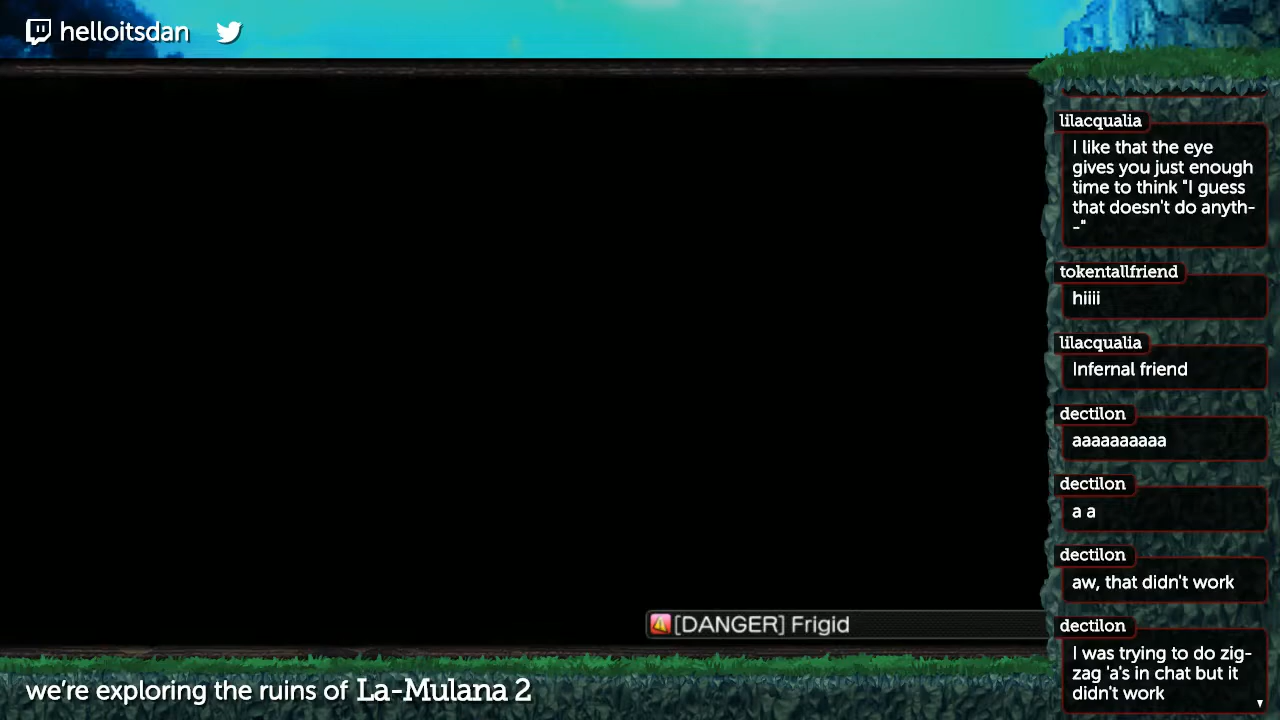 helloitsdan
lilacqualia
I like that the eye
gives you just enough
time to think "I guess
that doesn't do anyth-
-"
tokentallfriend
hiiii
lilacqualia
Infernal friend
dectilon
aaaaaaaaaa
dectilon
a a
dectilon
aw, that didn't work
dectilon
I was trying to do zig-
zag 'a's in chat but it
didn't work
[DANGER] Frigid
we're exploring the ruins of La-Mulana 2